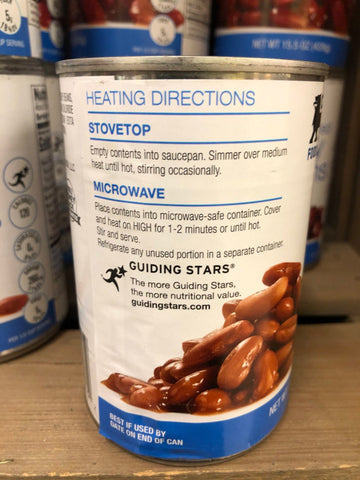 HEATING DIRECTIONS
STOVETOP
Empty contents into saucepan. Simmer over medium
heat until hot, stirring occasionally.
MICROWAVE
Place contents into microwave-safe container. Cover
and heat on HIGH for 1-2 minutes or until hot.
Stir and serve.
Refrigerate any unused portion in a separate container.
GUIDING STARS®
The more Guiding Stars,
the more nutritional value.
guidingstars.com
BEST IF USED BY
DATE ON END OF CAN
NET WT 15.5 OZ (439g)
PER SERVING